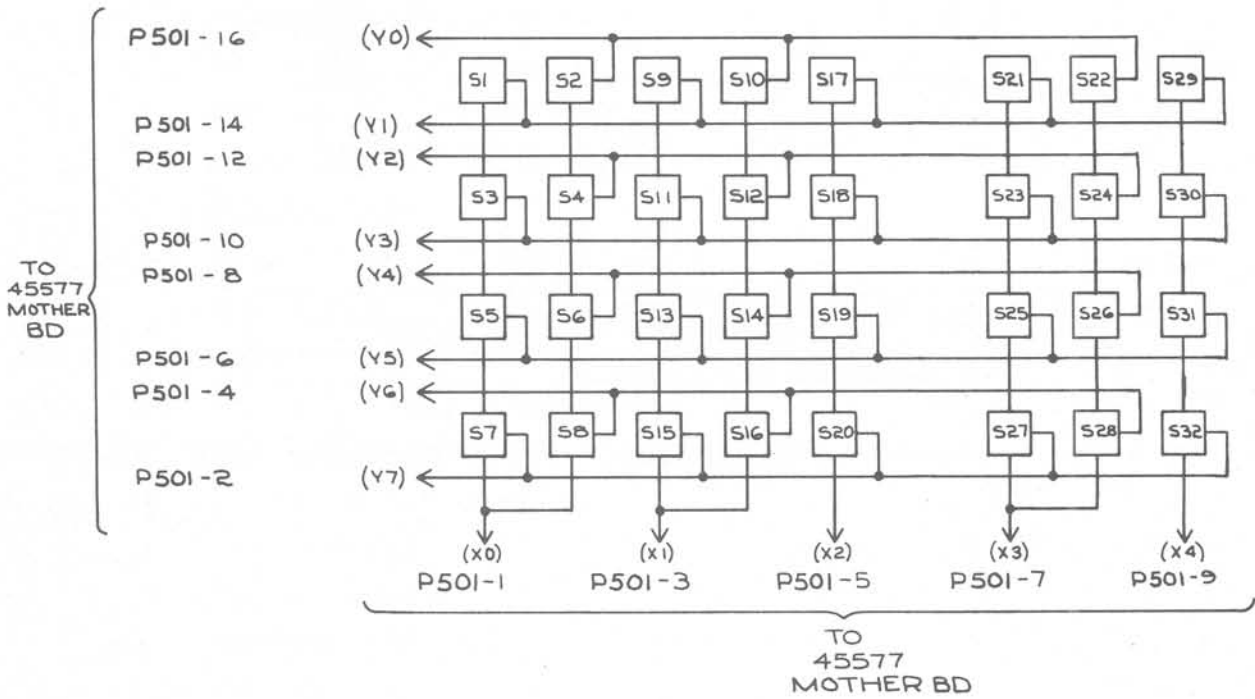 P501-16 (Y0)
S1 S2 S9 S10 S17 S21 S22 S29
P501-14 (Y1)
P501-12 (Y2)
S3 S4 S11 S12 S18 S23 S24 S30
P501-10 (Y3)
P501-8 (Y4)
TO
45577
MOTHER
BD
S5 S6 S13 S14 S19 S25 S26 S31
P501-6 (Y5)
P501-4 (Y6)
S7 S8 S15 S16 S20 S27 S28 S32
P501-2 (Y7)
(X0) (X1) (X2) (X3) (X4)
P501-1 P501-3 P501-5 P501-7 P501-9
TO
45577
MOTHER BD